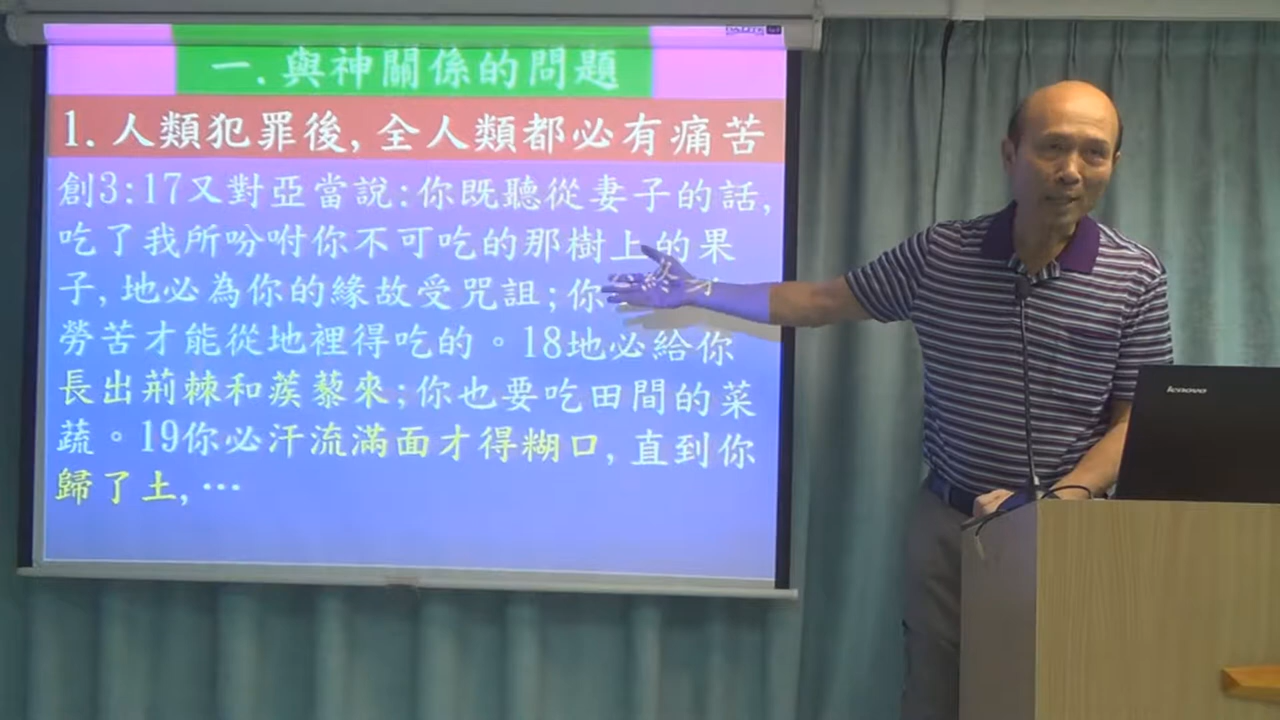 一.與神關係的問題
1.人類犯罪後,全人類都必有痛苦
創3:17又對亞當說:你既聽從妻子的話,
吃了我所吩咐你不可吃的那樹上的果
子,地必為你的緣故受咒詛;你
勞苦才能從地裡得吃的。18地必給你
長出荊棘和蒺藜來;你也要吃田間的菜
蔬。19你必汗流滿面才得糊口,直到你
歸了土,…
lenovo